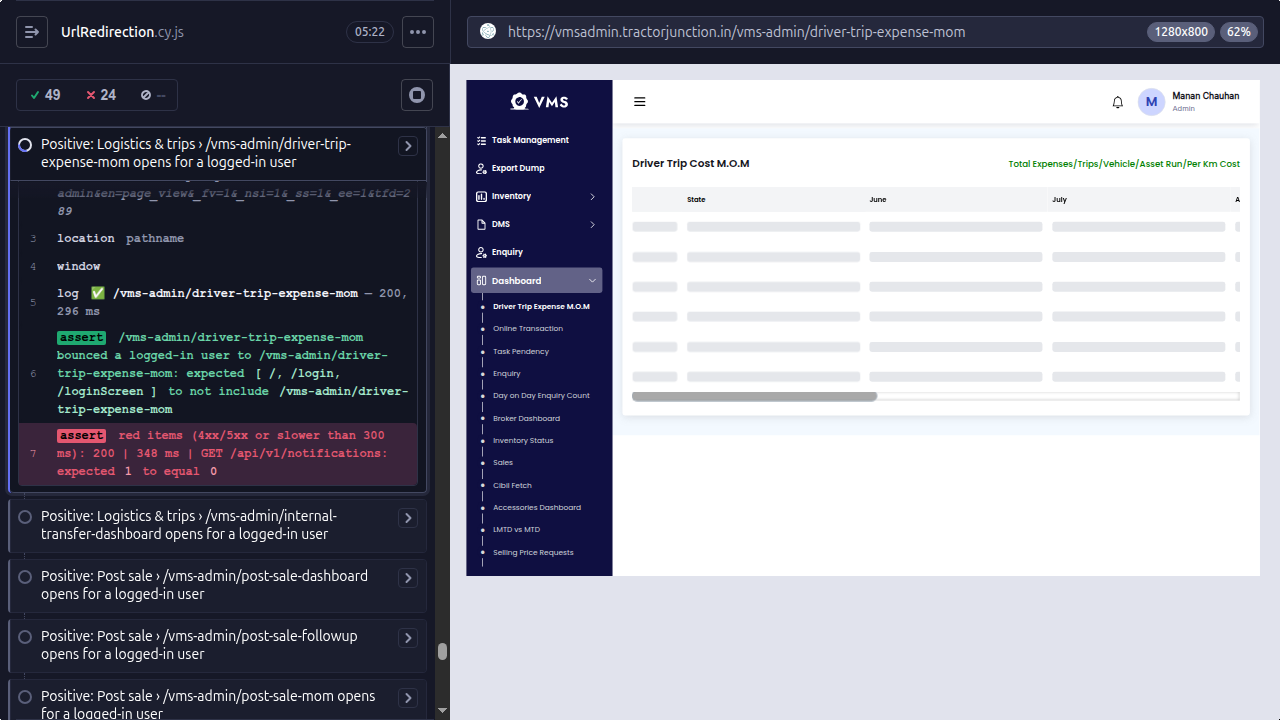 UrlRedirection.cy.js
05:22
49
24
--
Positive: Logistics & trips › /vms-admin/driver-trip-
expense-mom opens for a logged-in user
admin&en=page_view&_fv=1&_nsi=1&_ss=1&_ee=1&tfd=2
89
3 location pathname
4 window
5 log ✅ /vms-admin/driver-trip-expense-mom — 200,
296 ms
assert /vms-admin/driver-trip-expense-mom
bounced a logged-in user to /vms-admin/driver-
6 trip-expense-mom: expected [ /, /login,
/loginScreen ] to not include /vms-admin/driver-
trip-expense-mom
assert red items (4xx/5xx or slower than 300
7 ms): 200 | 348 ms | GET /api/v1/notifications:
expected 1 to equal 0
Positive: Logistics & trips › /vms-admin/internal-
transfer-dashboard opens for a logged-in user
Positive: Post sale › /vms-admin/post-sale-dashboard
opens for a logged-in user
Positive: Post sale › /vms-admin/post-sale-followup
opens for a logged-in user
Positive: Post sale › /vms-admin/post-sale-mom opens
for a logged-in user
https://vmsadmin.tractorjunction.in/vms-admin/driver-trip-expense-mom
1280x800
62%
VMS
Task Management
Export Dump
Inventory
DMS
Enquiry
Dashboard
Driver Trip Expense M.O.M
Online Transaction
Task Pendency
Enquiry
Day on Day Enquiry Count
Broker Dashboard
Inventory Status
Sales
Cibil Fetch
Accessories Dashboard
LMTD vs MTD
Selling Price Requests
M
Manan Chauhan
Admin
Driver Trip Cost M.O.M
Total Expenses/Trips/Vehicle/Asset Run/Per Km Cost
State
June
July
A